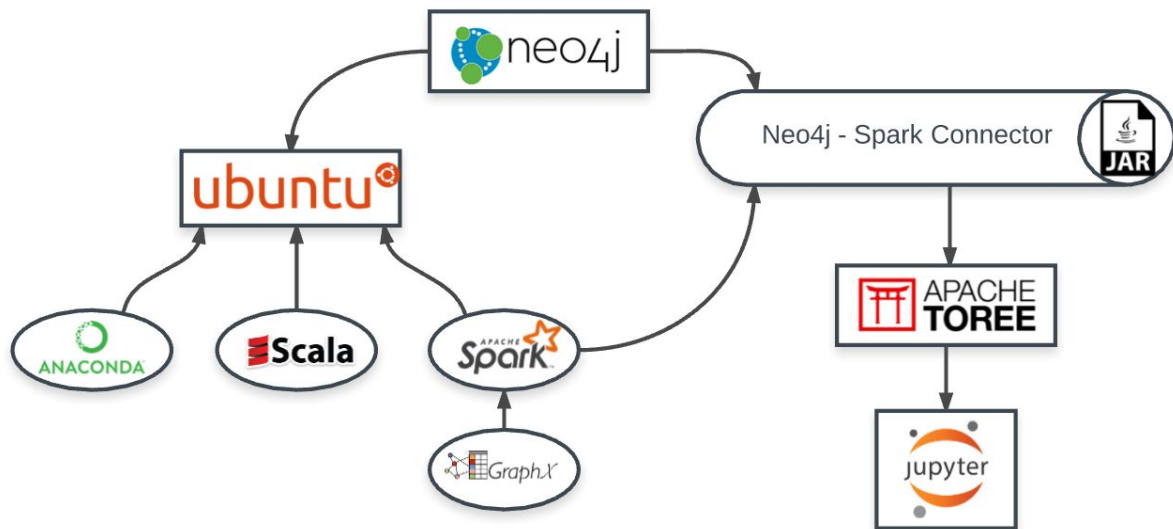 neo4j
Neo4j - Spark Connector
JAR
ubuntu
APACHE
TOREE
ANACONDA
Scala
APACHE
Spark
GraphX
jupyter